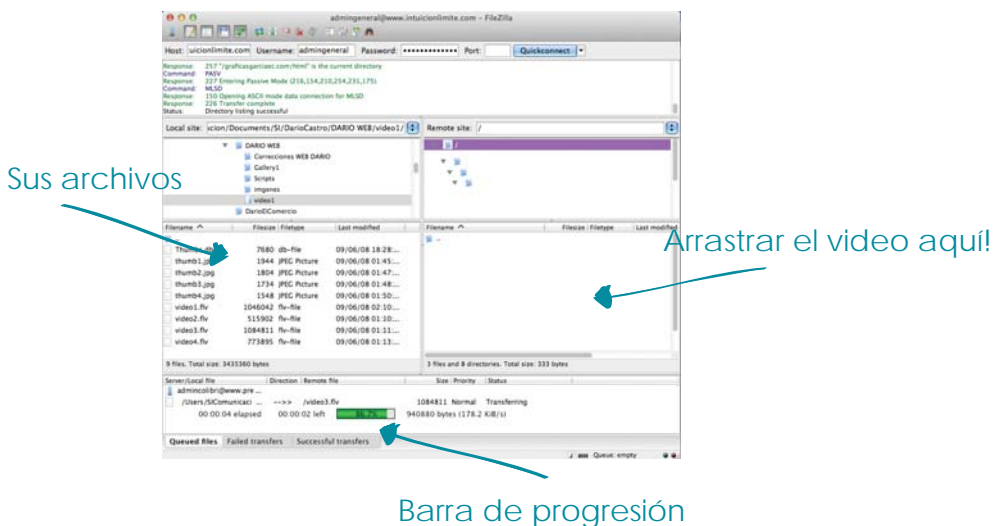 admingeneral@www.intuicionlimite.com - FileZilla
Host: uicionlimite.com Username: admingeneral Password: ••••••••••••• Port: Quickconnect
Response: 257 "/graficasgarciaec.com/html" is the current directory
Command: PASV
Response: 227 Entering Passive Mode (216,154,210,254,231,175)
Command: MLSD
Response: 150 Opening ASCII mode data connection for MLSD
Response: 226 Transfer complete
Status: Directory listing successful
Local site: icion/Documents/SI/DarioCastro/DARIO WEB/video1/ Remote site: /
DARIO WEB
Correcciones WEB DARIO
Gallery1
Scripts
imgenes
video1
DarioElComercio
/
Sus archivos
Filename Filesize Filetype Last modified
..
Thumbs.db 7680 db-file 09/06/08 18:28:...
thumb1.jpg 1944 JPEG Picture 09/06/08 01:45:...
thumb2.jpg 1804 JPEG Picture 09/06/08 01:47:...
thumb3.jpg 1734 JPEG Picture 09/06/08 01:48:...
thumb4.jpg 1548 JPEG Picture 09/06/08 01:50:...
video1.flv 1046042 flv-file 09/06/08 02:10:...
video2.flv 515902 flv-file 09/06/08 01:10:...
video3.flv 1084811 flv-file 09/06/08 01:11:...
video4.flv 773895 flv-file 09/06/08 01:13:...
9 files. Total size: 3435360 bytes
Filename Filesize Filetype Last modified
..
Arrastrar el video aquí!
3 files and 8 directories. Total size: 333 bytes
Server/Local file Direction Remote file Size Priority Status
admincolibri@www.pre ...
/Users/SIComunicaci ... -->> /video3.flv 1084811 Normal Transferring
00:00:04 elapsed 00:00:02 left 86.7% 940880 bytes (178.2 KiB/s)
Queued files Failed transfers Successful transfers
Queue: empty
Barra de progresión